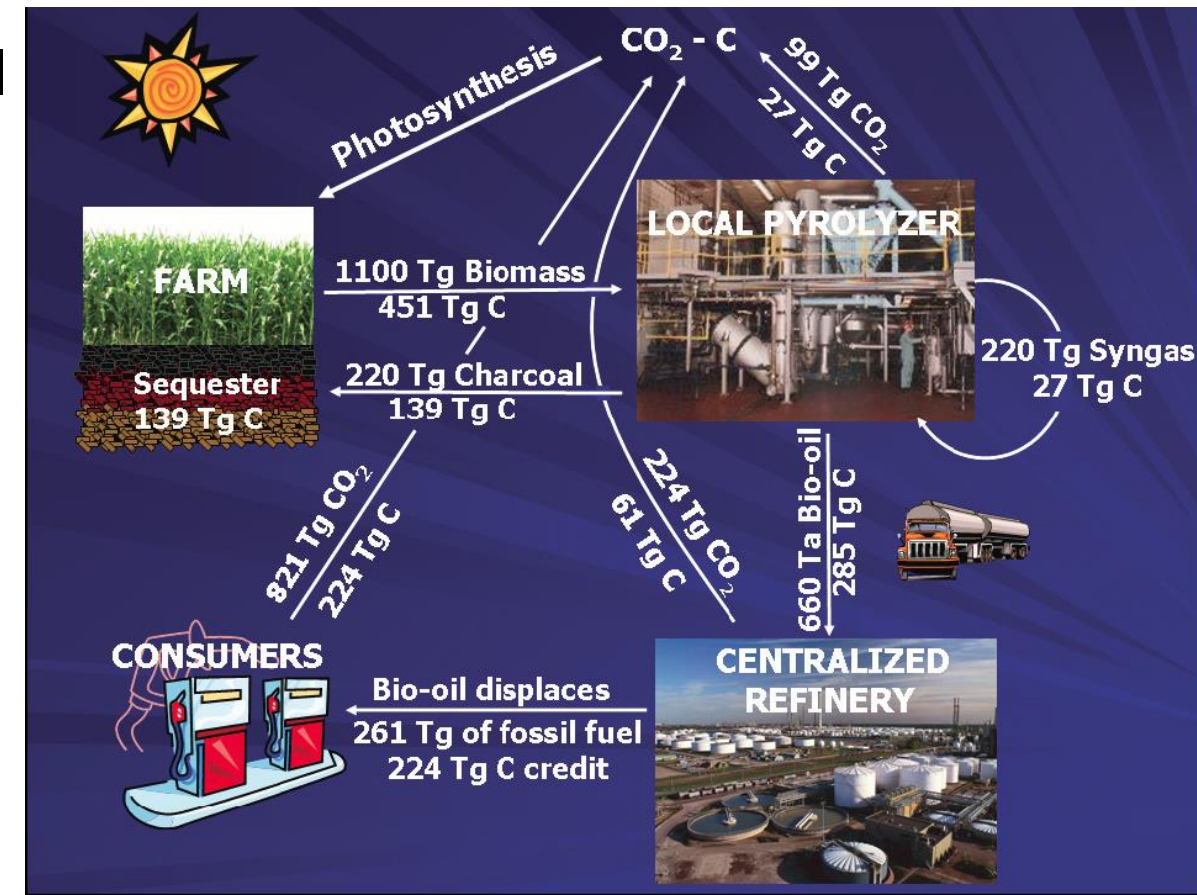 CO₂ - C
Photosynthesis
99 Tg CO₂
27 Tg C
LOCAL PYROLYZER
FARM
1100 Tg Biomass
451 Tg C
220 Tg Syngas
27 Tg C
Sequester
139 Tg C
220 Tg Charcoal
139 Tg C
821 Tg CO₂
224 Tg C
224 Tg CO₂
61 Tg C
660 Ta Bio-oil
285 Tg C
CONSUMERS
Bio-oil displaces
261 Tg of fossil fuel
224 Tg C credit
CENTRALIZED
REFINERY